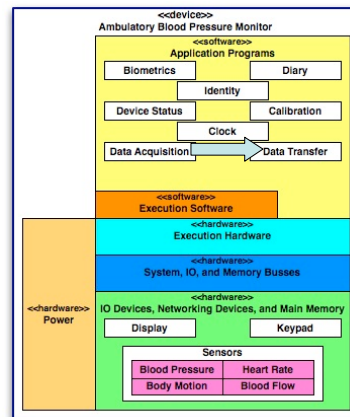 <<device>>
Ambulatory Blood Pressure Monitor
<<software>>
Application Programs
Biometrics Diary
Identity
Device Status Calibration
Clock
Data Acquisition Data Transfer
<<software>>
Execution Software
<<hardware>>
Execution Hardware
<<hardware>>
System, IO, and Memory Busses
<<hardware>>
Power
<<hardware>>
IO Devices, Networking Devices, and Main Memory
Display Keypad
Sensors
Blood Pressure Heart Rate
Body Motion Blood Flow